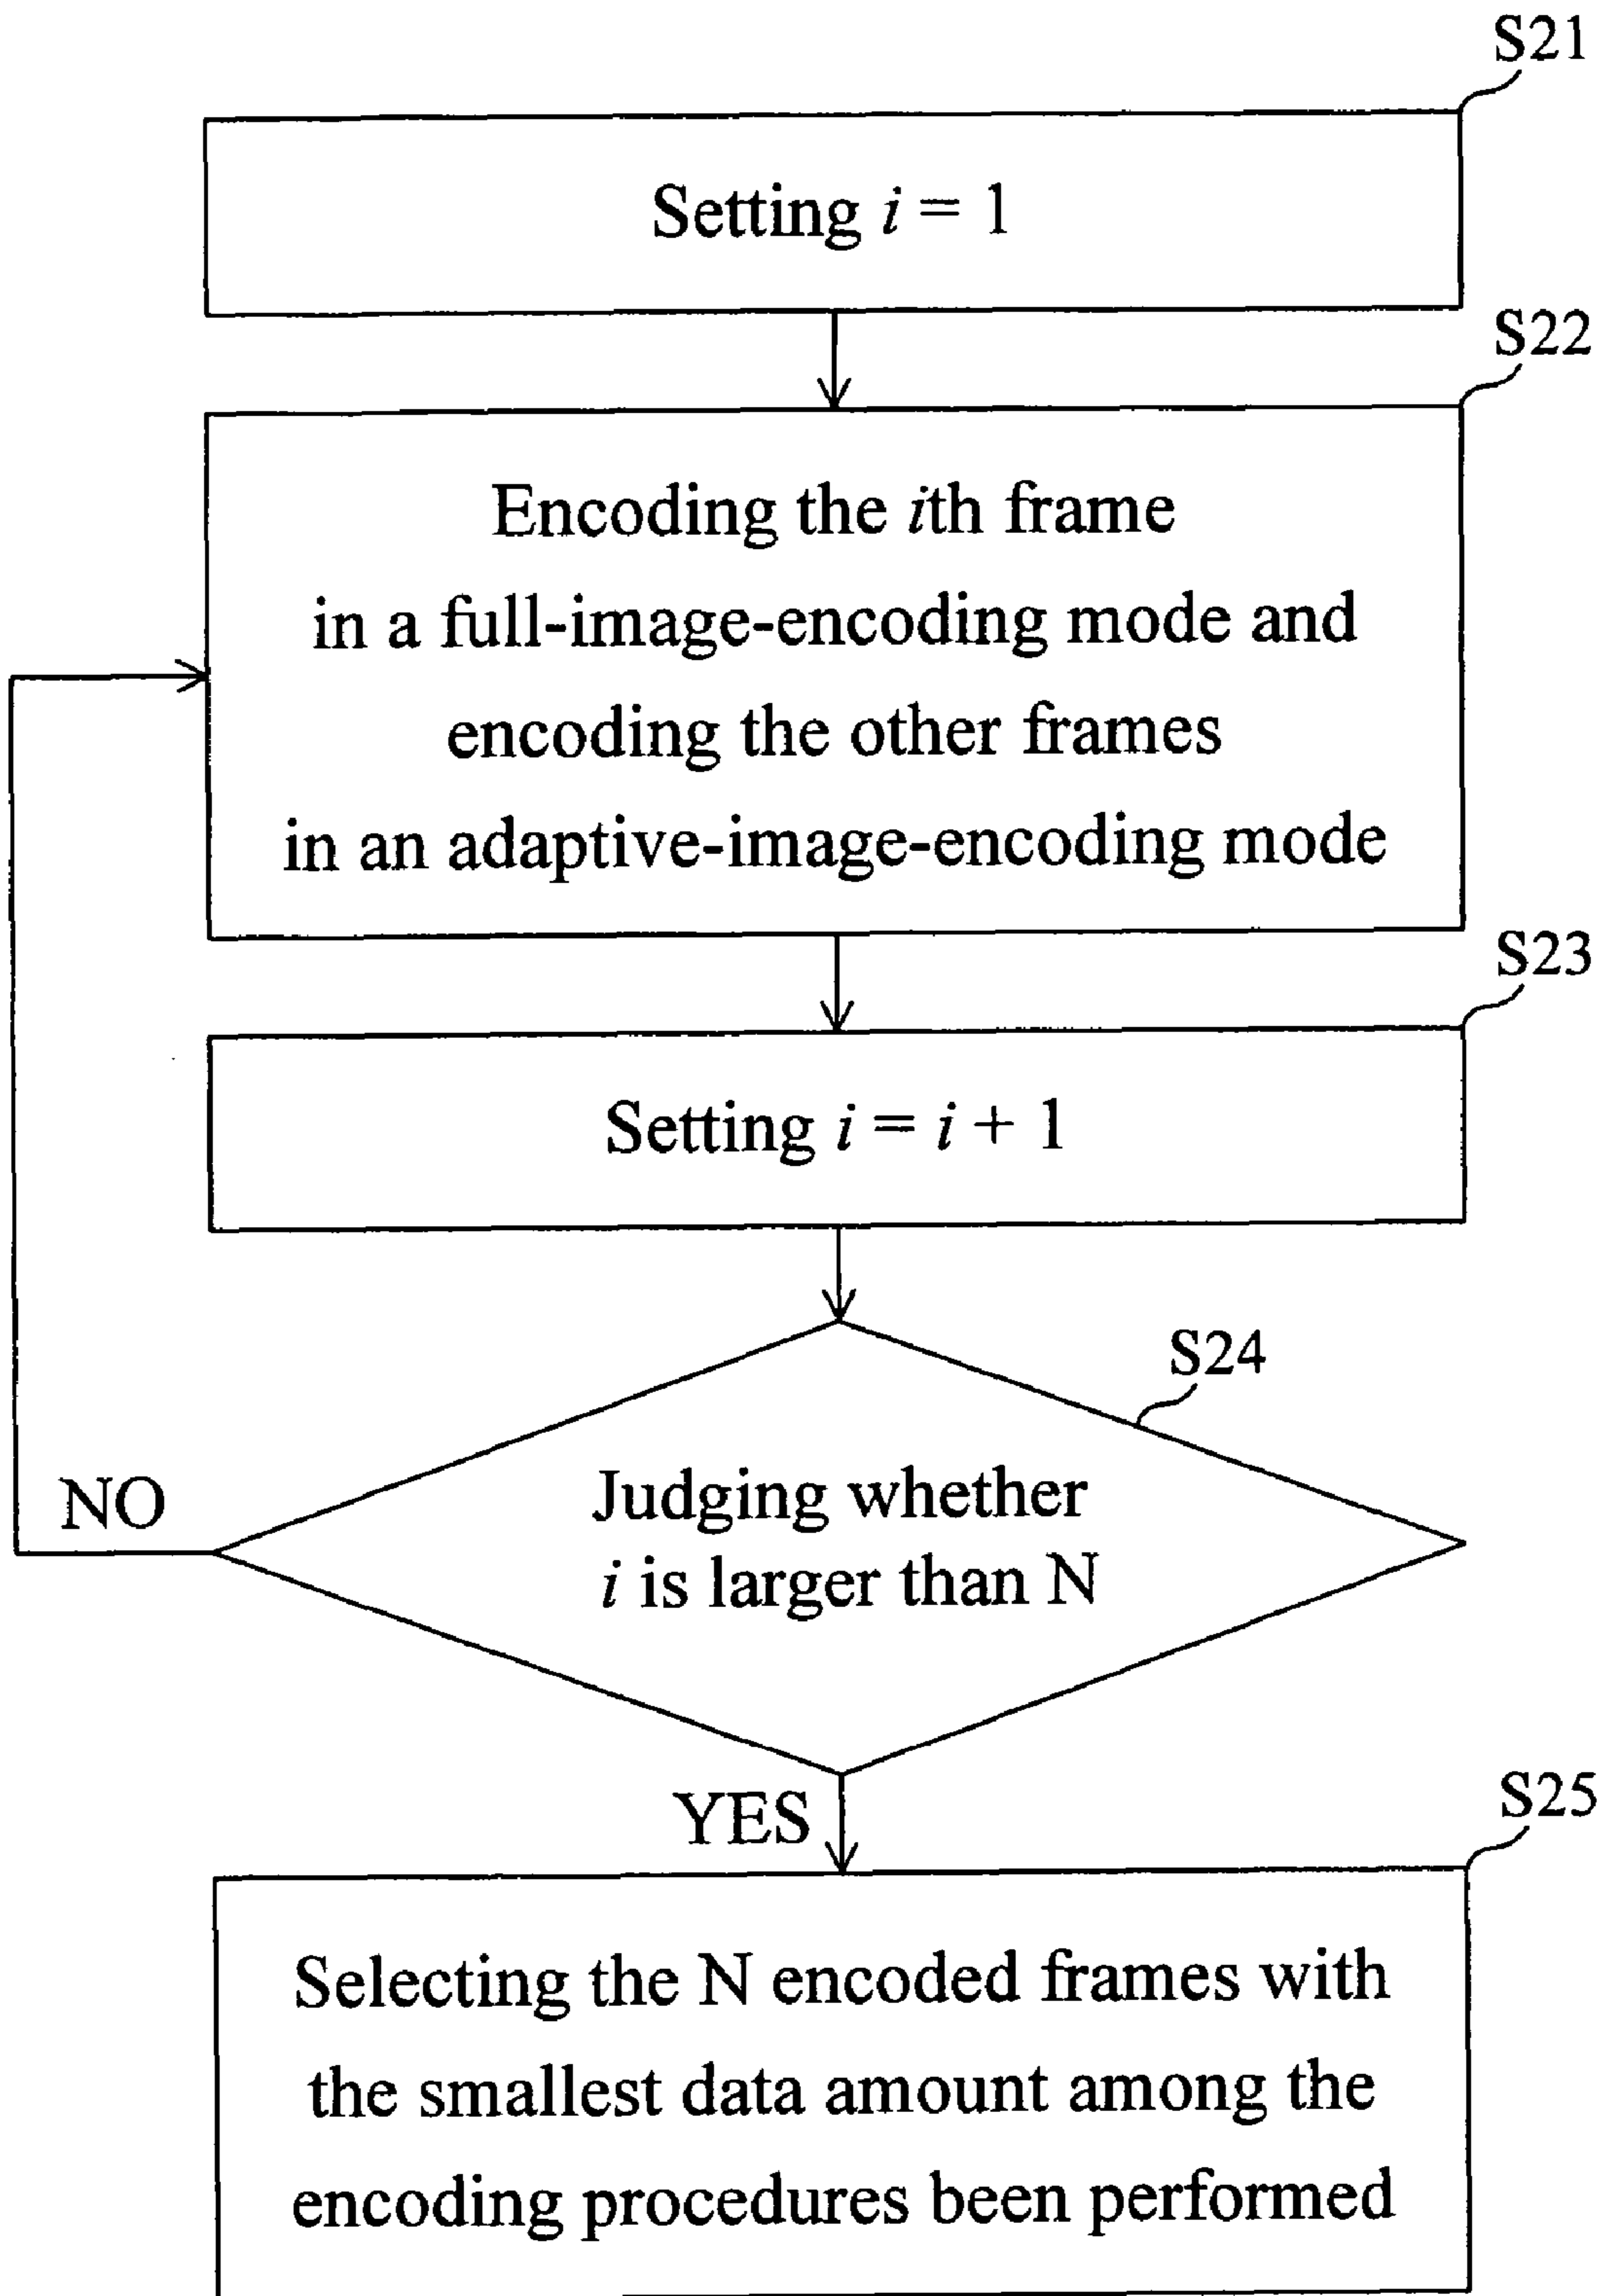 S21
Setting i = 1
S22
Encoding the ith frame
in a full-image-encoding mode and
encoding the other frames
in an adaptive-image-encoding mode
S23
Setting i = i + 1
S24
Judging whether
i is larger than N
NO
YES
S25
Selecting the N encoded frames with
the smallest data amount among the
encoding procedures been performed